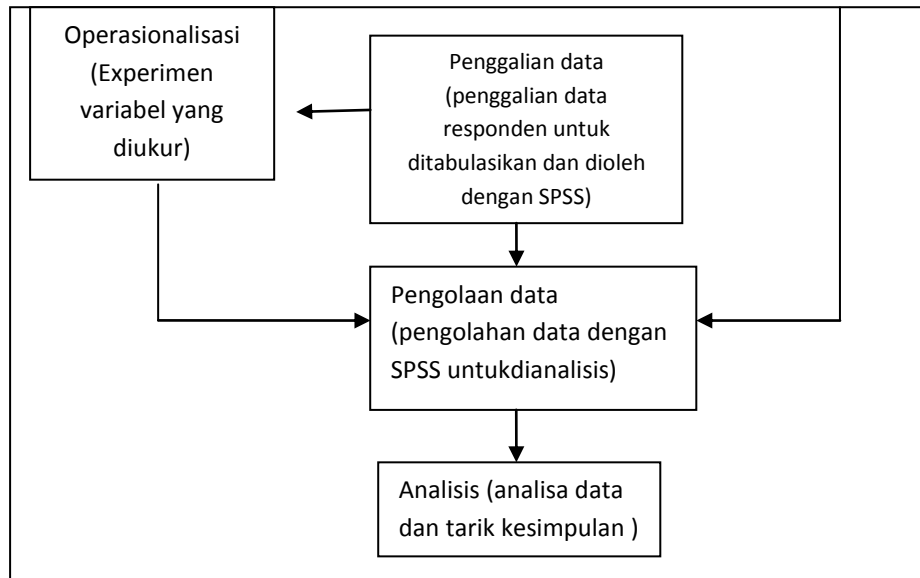 Operasionalisasi
(Experimen
variabel yang
diukur)
Penggalian data
(penggalian data
responden untuk
ditabulasikan dan dioleh
dengan SPSS)
Pengolaan data
(pengolahan data dengan
SPSS untukdianalisis)
Analisis (analisa data
dan tarik kesimpulan )